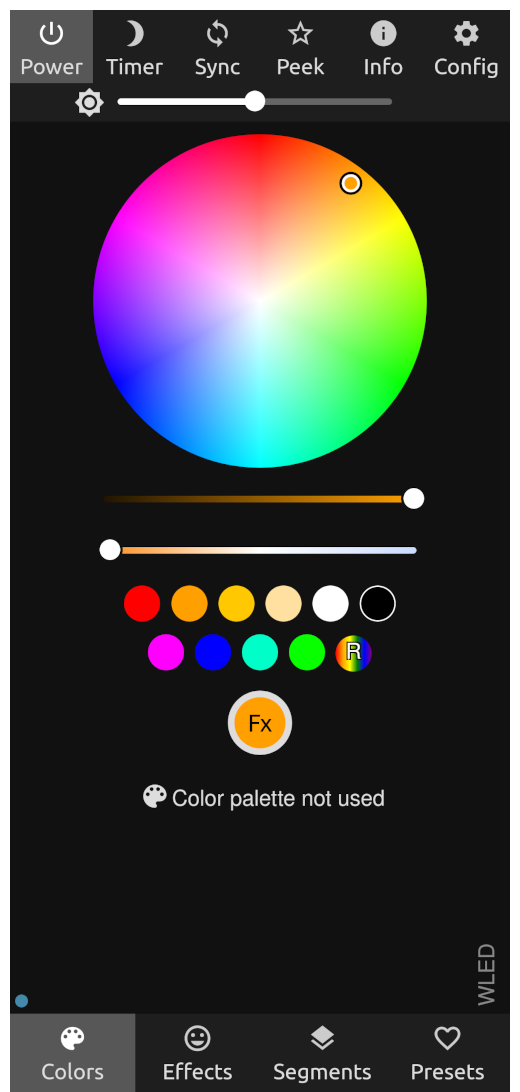 Power Timer Sync Peek Info Config
R
Fx
Color palette not used
WLED
Colors Effects Segments Presets